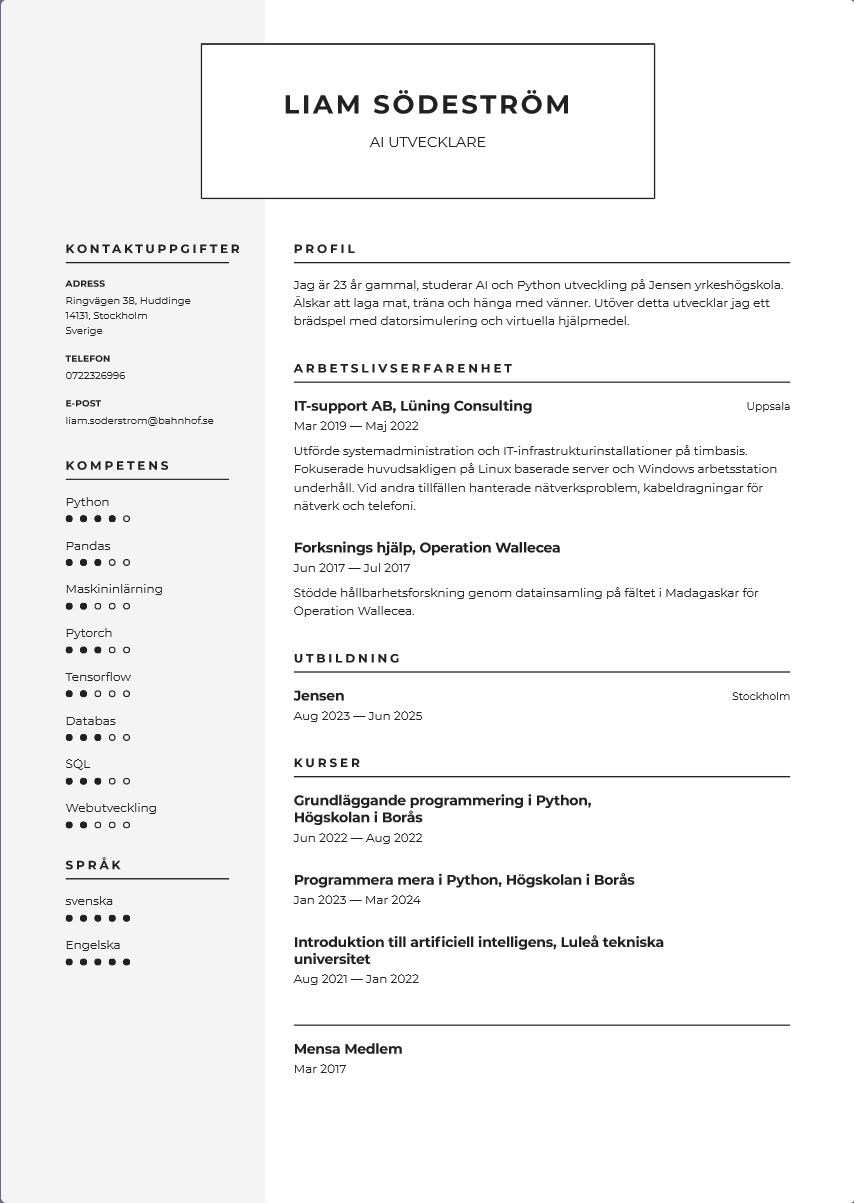 LIAM SÖDESTRÖM
AI UTVECKLARE
KONTAKTUPPGIFTER
ADRESS
Ringvägen 38, Huddinge
14131, Stockholm
Sverige
TELEFON
0722326996
E-POST
liam.soderstrom@bahnhof.se
KOMPETENS
Python
Pandas
Maskininlärning
Pytorch
Tensorflow
Databas
SQL
Webutveckling
SPRÅK
svenska
Engelska
PROFIL
Jag är 23 år gammal, studerar AI och Python utveckling på Jensen yrkeshögskola.
Älskar att laga mat, träna och hänga med vänner. Utöver detta utvecklar jag ett
brädspel med datorsimulering och virtuella hjälpmedel.
ARBETSLIVSERFARENHET
IT-support AB, Lüning Consulting
Uppsala
Mar 2019 — Maj 2022
Utförde systemadministration och IT-infrastrukturinstallationer på timbasis.
Fokuserade huvudsakligen på Linux baserade server och Windows arbetsstation
underhåll. Vid andra tillfällen hanterade nätverksproblem, kabeldragningar för
nätverk och telefoni.
Forksnings hjälp, Operation Wallecea
Jun 2017 — Jul 2017
Stödde hållbarhetsforskning genom datainsamling på fältet i Madagaskar för
Operation Wallecea.
UTBILDNING
Jensen
Stockholm
Aug 2023 — Jun 2025
KURSER
Grundläggande programmering i Python,
Högskolan i Borås
Jun 2022 — Aug 2022
Programmera mera i Python, Högskolan i Borås
Jan 2023 — Mar 2024
Introduktion till artificiell intelligens, Luleå tekniska
universitet
Aug 2021 — Jan 2022
Mensa Medlem
Mar 2017